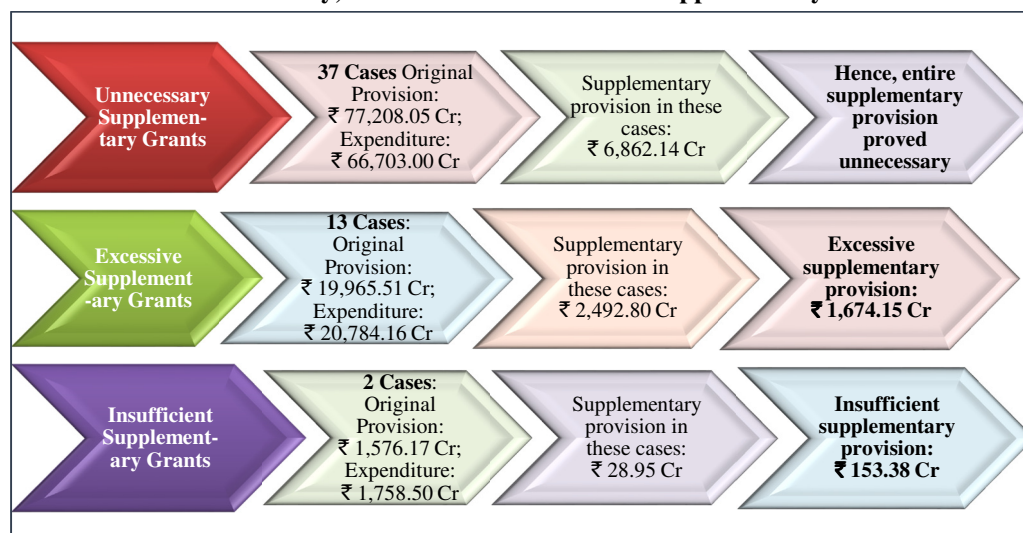 Unnecessary
Supplemen-
tary Grants
37 Cases Original
Provision:
₹ 77,208.05 Cr;
Expenditure:
₹ 66,703.00 Cr
Supplementary
provision in these
cases:
₹ 6,862.14 Cr
Hence, entire
supplementary
provision
proved
unnecessary
Excessive
Supplement
-ary Grants
13 Cases:
Original
Provision:
₹ 19,965.51 Cr;
Expenditure:
₹ 20,784.16 Cr
Supplementary
provision in
these cases:
₹ 2,492.80 Cr
Excessive
supplementary
provision:
₹ 1,674.15 Cr
Insufficient
Supplement-
ary Grants
2 Cases:
Original
Provision:
₹ 1,576.17 Cr;
Expenditure:
₹ 1,758.50 Cr
Supplementary
provision in
these cases:
₹ 28.95 Cr
Insufficient
supplementary
provision:
₹ 153.38 Cr